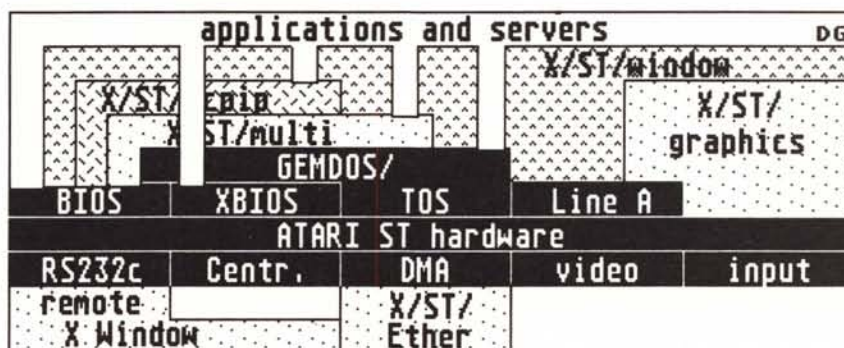 applications and servers DG
X/ST/window
X/ST/tcpip
X/ST/
X/ST/multi
graphics
GEMDOS/
BIOS XBIOS TOS Line A
ATARI ST hardware
RS232c Centr. DMA video input
remote X/ST/
X Window Ether